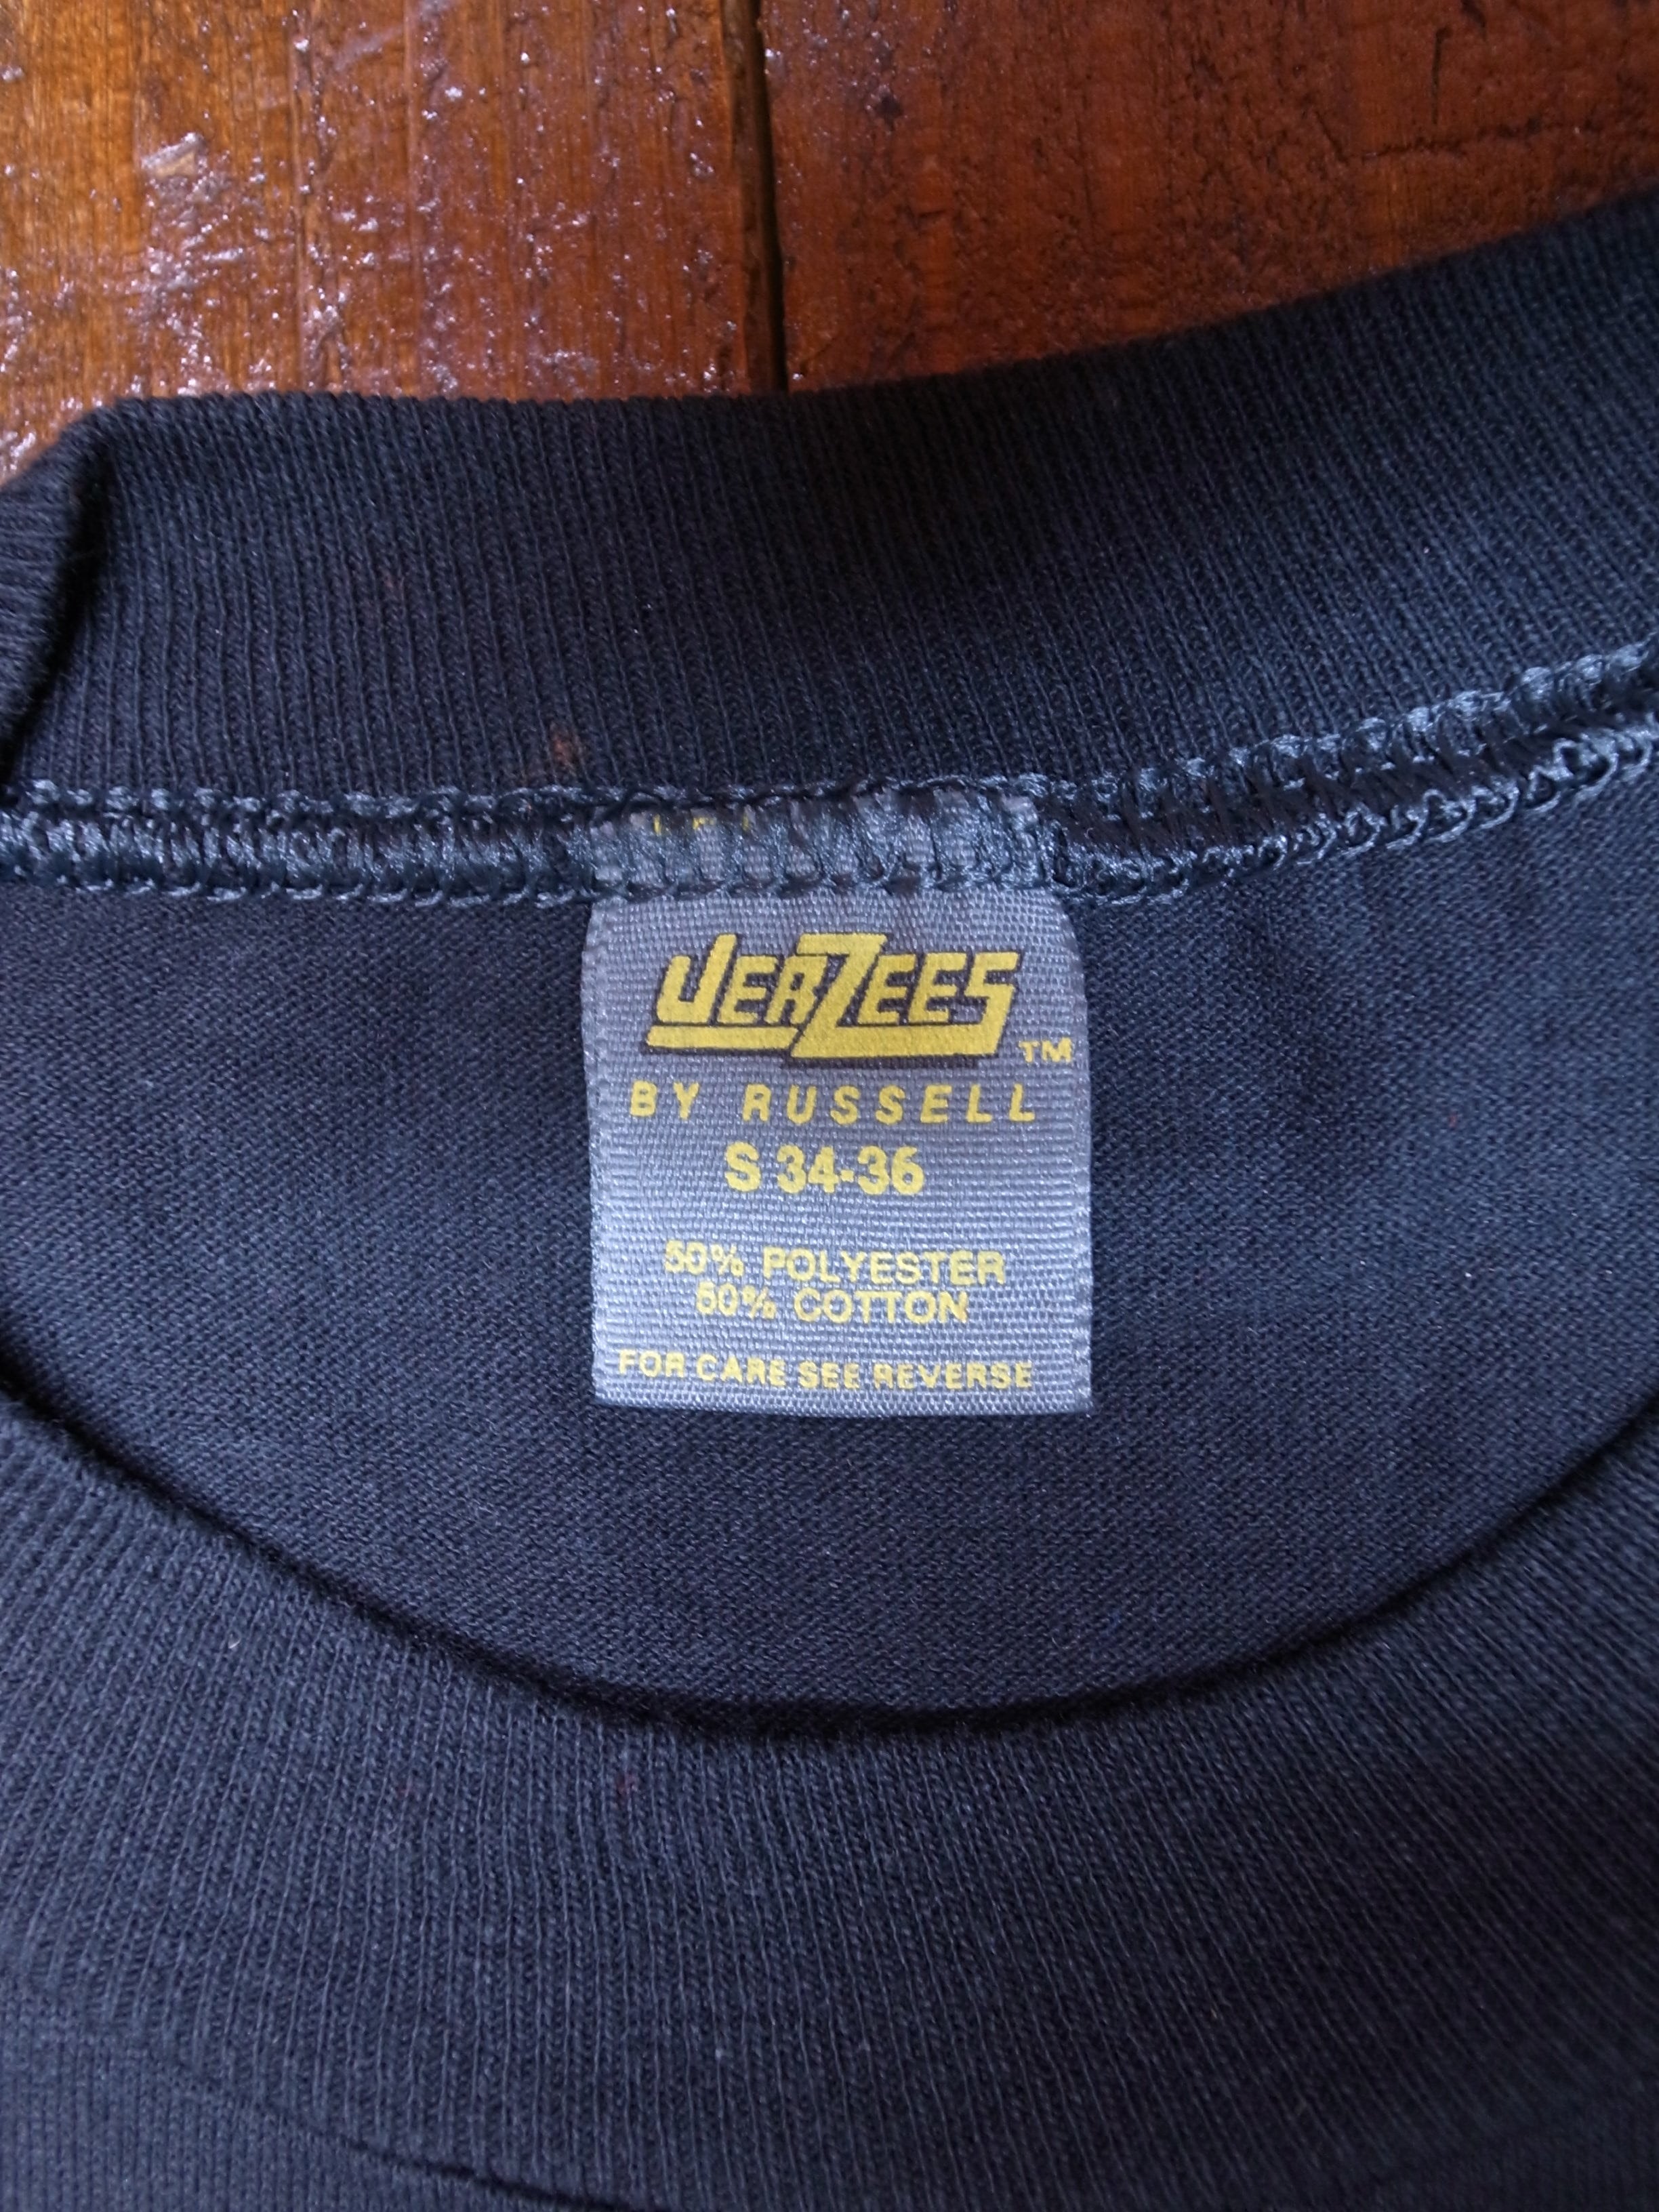 JERZEES TM
BY RUSSELL
S 34-36
50% POLYESTER
50% COTTON
FOR CARE SEE REVERSE